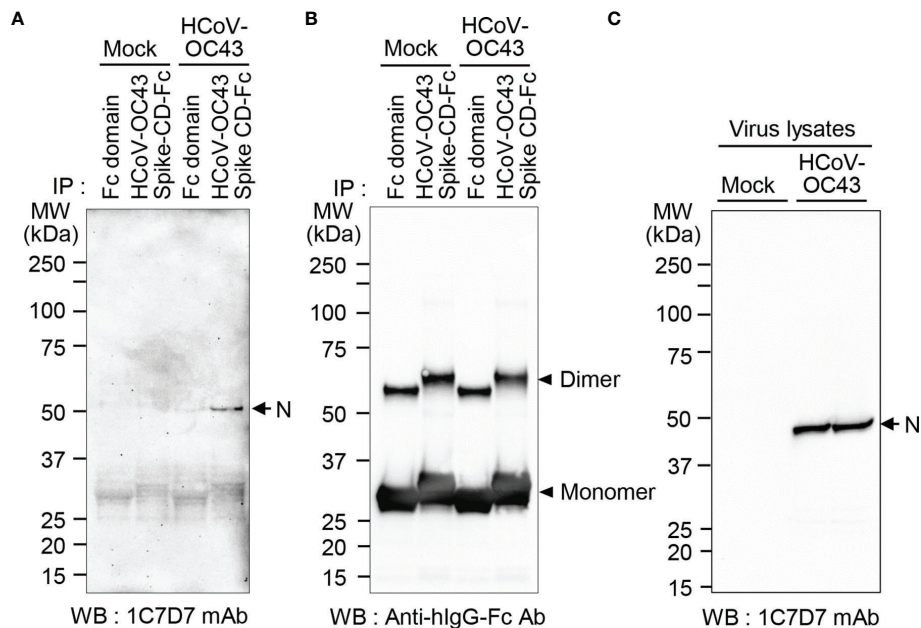 A
Mock
HCoV-
OC43
IP :
Fc domain
HCoV-OC43
Spike-CD-Fc
Fc domain
HCoV-OC43
Spike CD-Fc
MW
(kDa)
250
100
75
50
37
25
20
15
N
WB : 1C7D7 mAb
B
Mock
HCoV-
OC43
IP :
Fc domain
HCoV-OC43
Spike-CD-Fc
Fc domain
HCoV-OC43
Spike CD-Fc
MW
(kDa)
250
100
75
50
37
25
20
15
Dimer
Monomer
WB : Anti-hIgG-Fc Ab
C
Virus lysates
Mock
HCoV-
OC43
MW
(kDa)
250
100
75
50
37
25
20
15
N
WB : 1C7D7 mAb